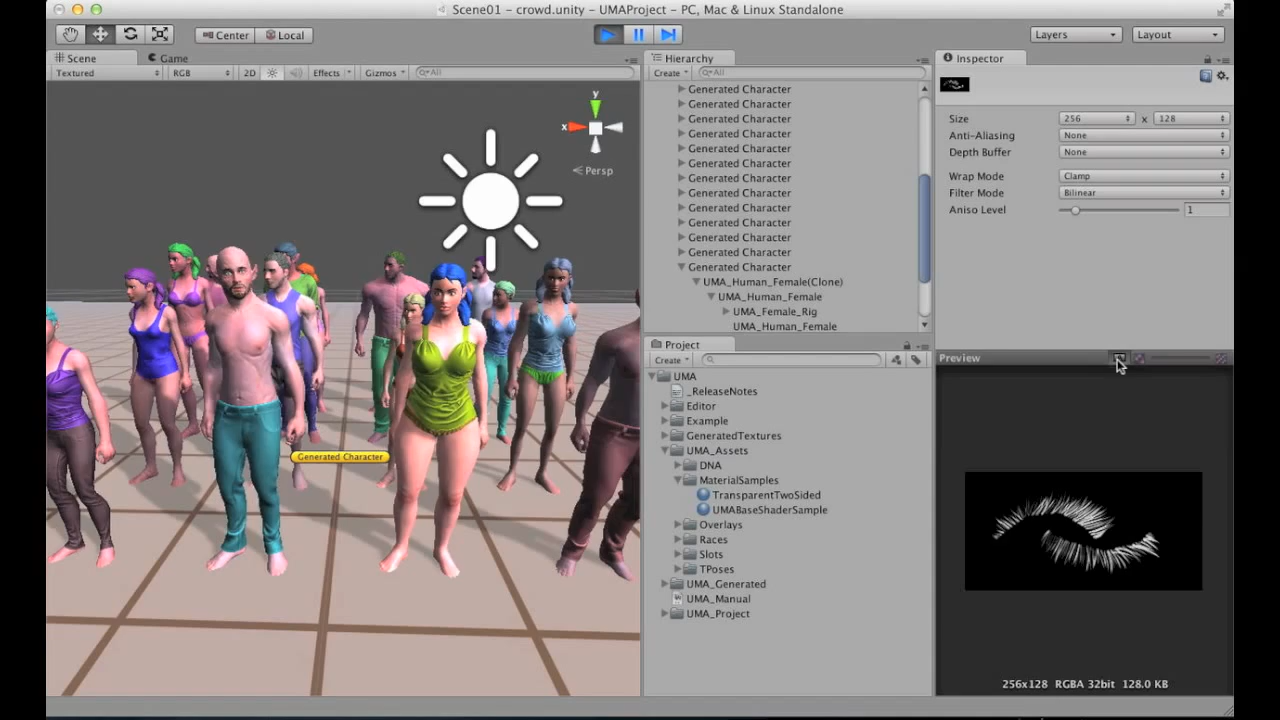 Scene01 – crowd.unity – UMAProject – PC, Mac & Linux Standalone
Center
Local
Layers
Layout
Scene
Game
Textured
RGB
2D
Effects
Gizmos
All
y
x
Persp
Generated Character
Hierarchy
Create
All
Generated Character
Generated Character
Generated Character
Generated Character
Generated Character
Generated Character
Generated Character
Generated Character
Generated Character
Generated Character
Generated Character
Generated Character
Generated Character
UMA_Human_Female(Clone)
UMA_Human_Female
UMA_Female_Rig
UMA_Human_Female
Project
Create
UMA
_ReleaseNotes
Editor
Example
GeneratedTextures
UMA_Assets
DNA
MaterialSamples
TransparentTwoSided
UMABaseShaderSample
Overlays
Races
Slots
TPoses
UMA_Generated
UMA_Manual
UMA_Project
Inspector
Size 256 x 128
Anti-Aliasing None
Depth Buffer None
Wrap Mode Clamp
Filter Mode Bilinear
Aniso Level 1
Preview
256x128 RGBA 32bit 128.0 KB